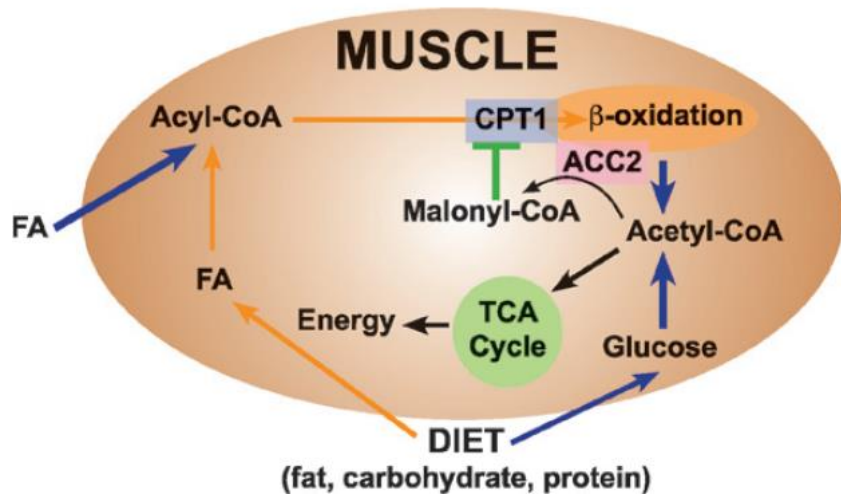 MUSCLE
Acyl-CoA
CPT1
β-oxidation
ACC2
Malonyl-CoA
Acetyl-CoA
FA
FA
Energy
TCA
Cycle
Glucose
DIET
(fat, carbohydrate, protein)